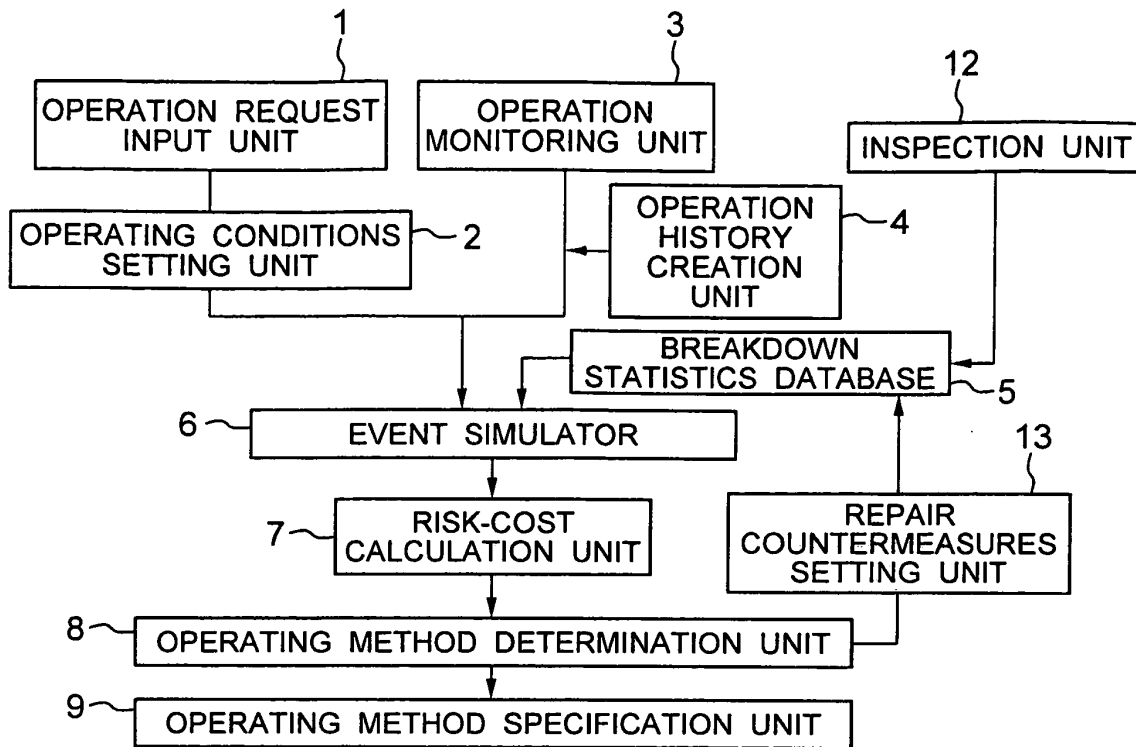 1
3
12
OPERATION REQUEST
INPUT UNIT
OPERATION
MONITORING UNIT
INSPECTION UNIT
OPERATING CONDITIONS
SETTING UNIT
2
OPERATION
HISTORY
CREATION
UNIT
4
BREAKDOWN
STATISTICS DATABASE
5
6
EVENT SIMULATOR
13
7
RISK-COST
CALCULATION UNIT
REPAIR
COUNTERMEASURES
SETTING UNIT
8
OPERATING METHOD DETERMINATION UNIT
9
OPERATING METHOD SPECIFICATION UNIT